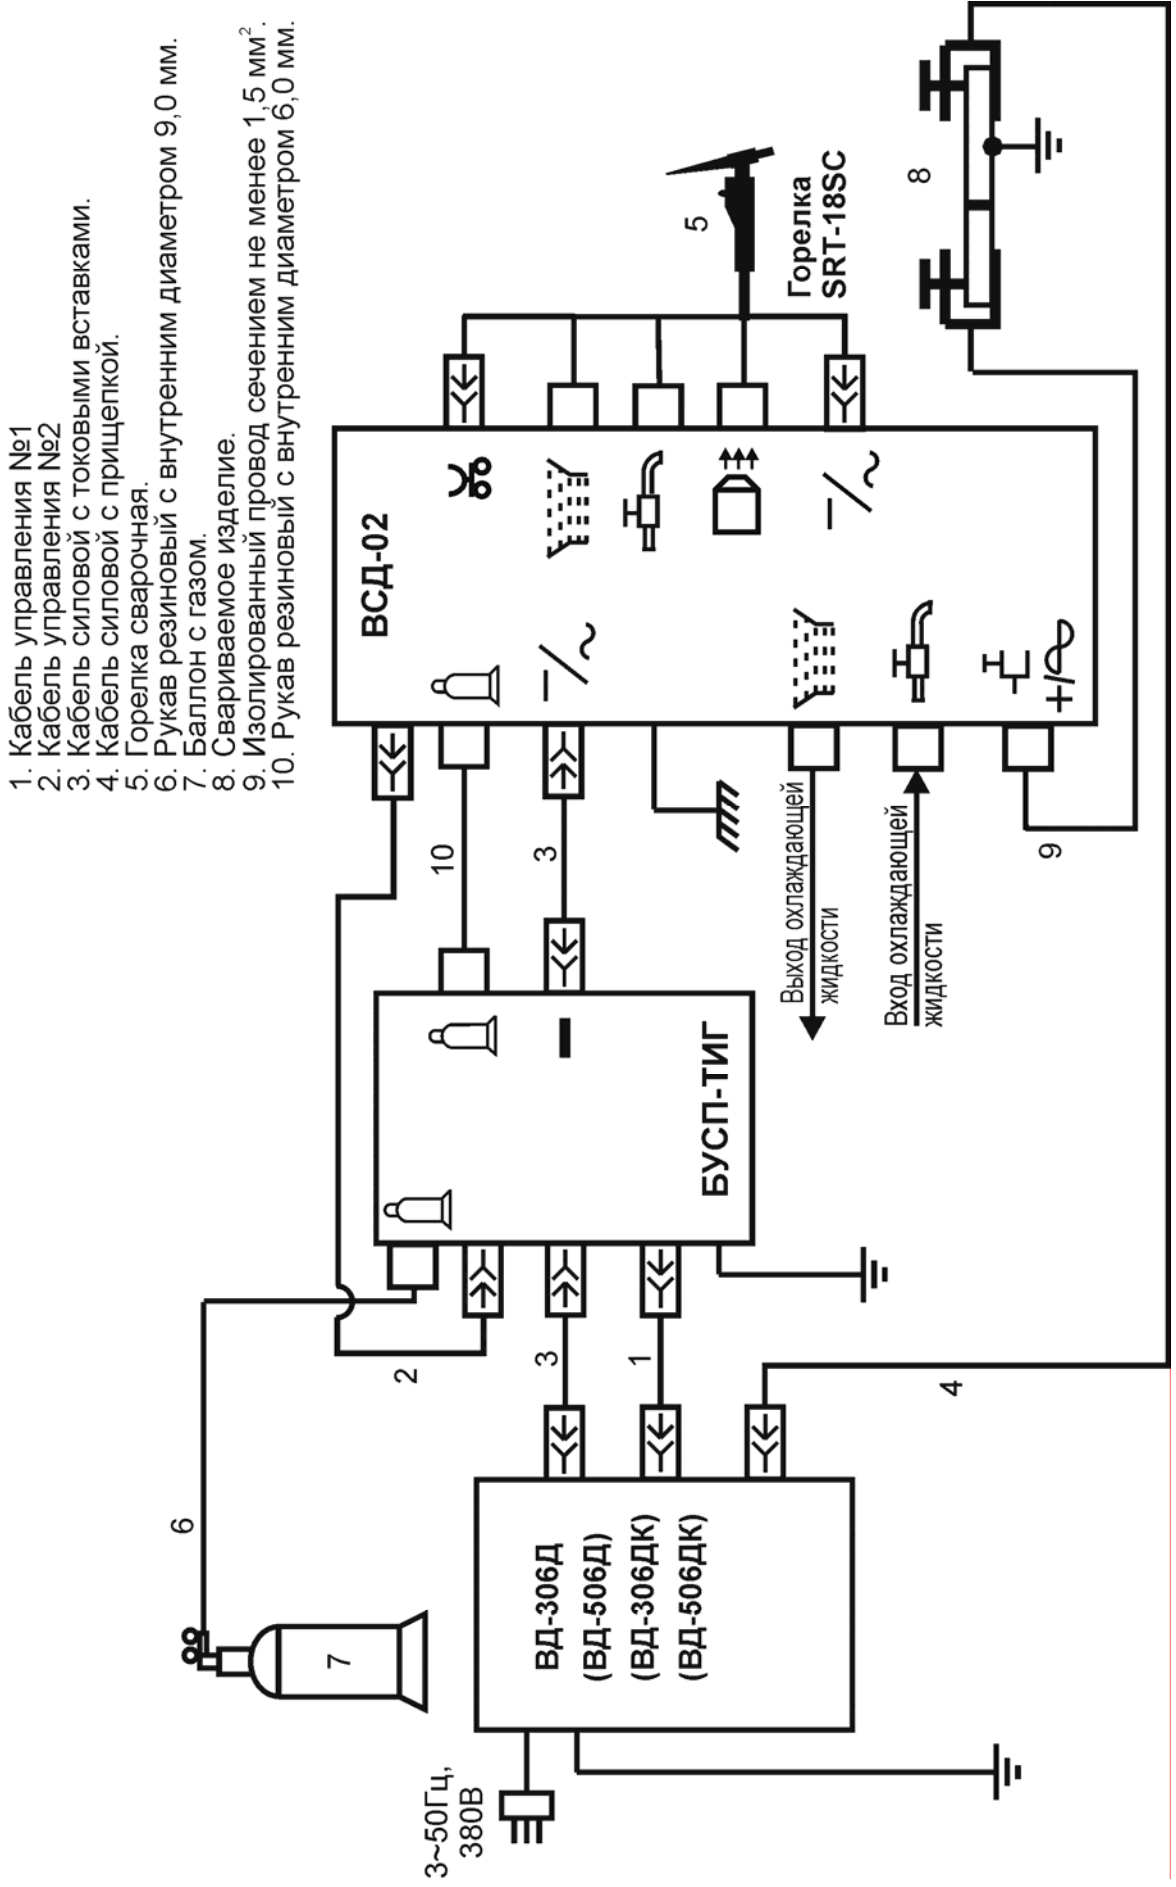 1. Кабель управления №1
2. Кабель управления №2
3. Кабель силовой с токовыми вставками.
4. Кабель силовой с прищепкой.
5. Горелка сварочная.
6. Рукав резиновый с внутренним диаметром 9,0 мм.
7. Баллон с газом.
8. Свариваемое изделие.
9. Изолированный провод сечением не менее 1,5 мм².
10. Рукав резиновый с внутренним диаметром 6,0 мм.
3~50Гц,
380В
7
6
ВД-306Д
(ВД-506Д)
(ВД-306ДК)
(ВД-506ДК)
2
3
1
4
БУСП-ТИГ
10
3
Выход охлаждающей
жидкости
Вход охлаждающей
жидкости
9
ВСД-02
−/~
−/~
+/~
5
Горелка
SRT-18SC
8